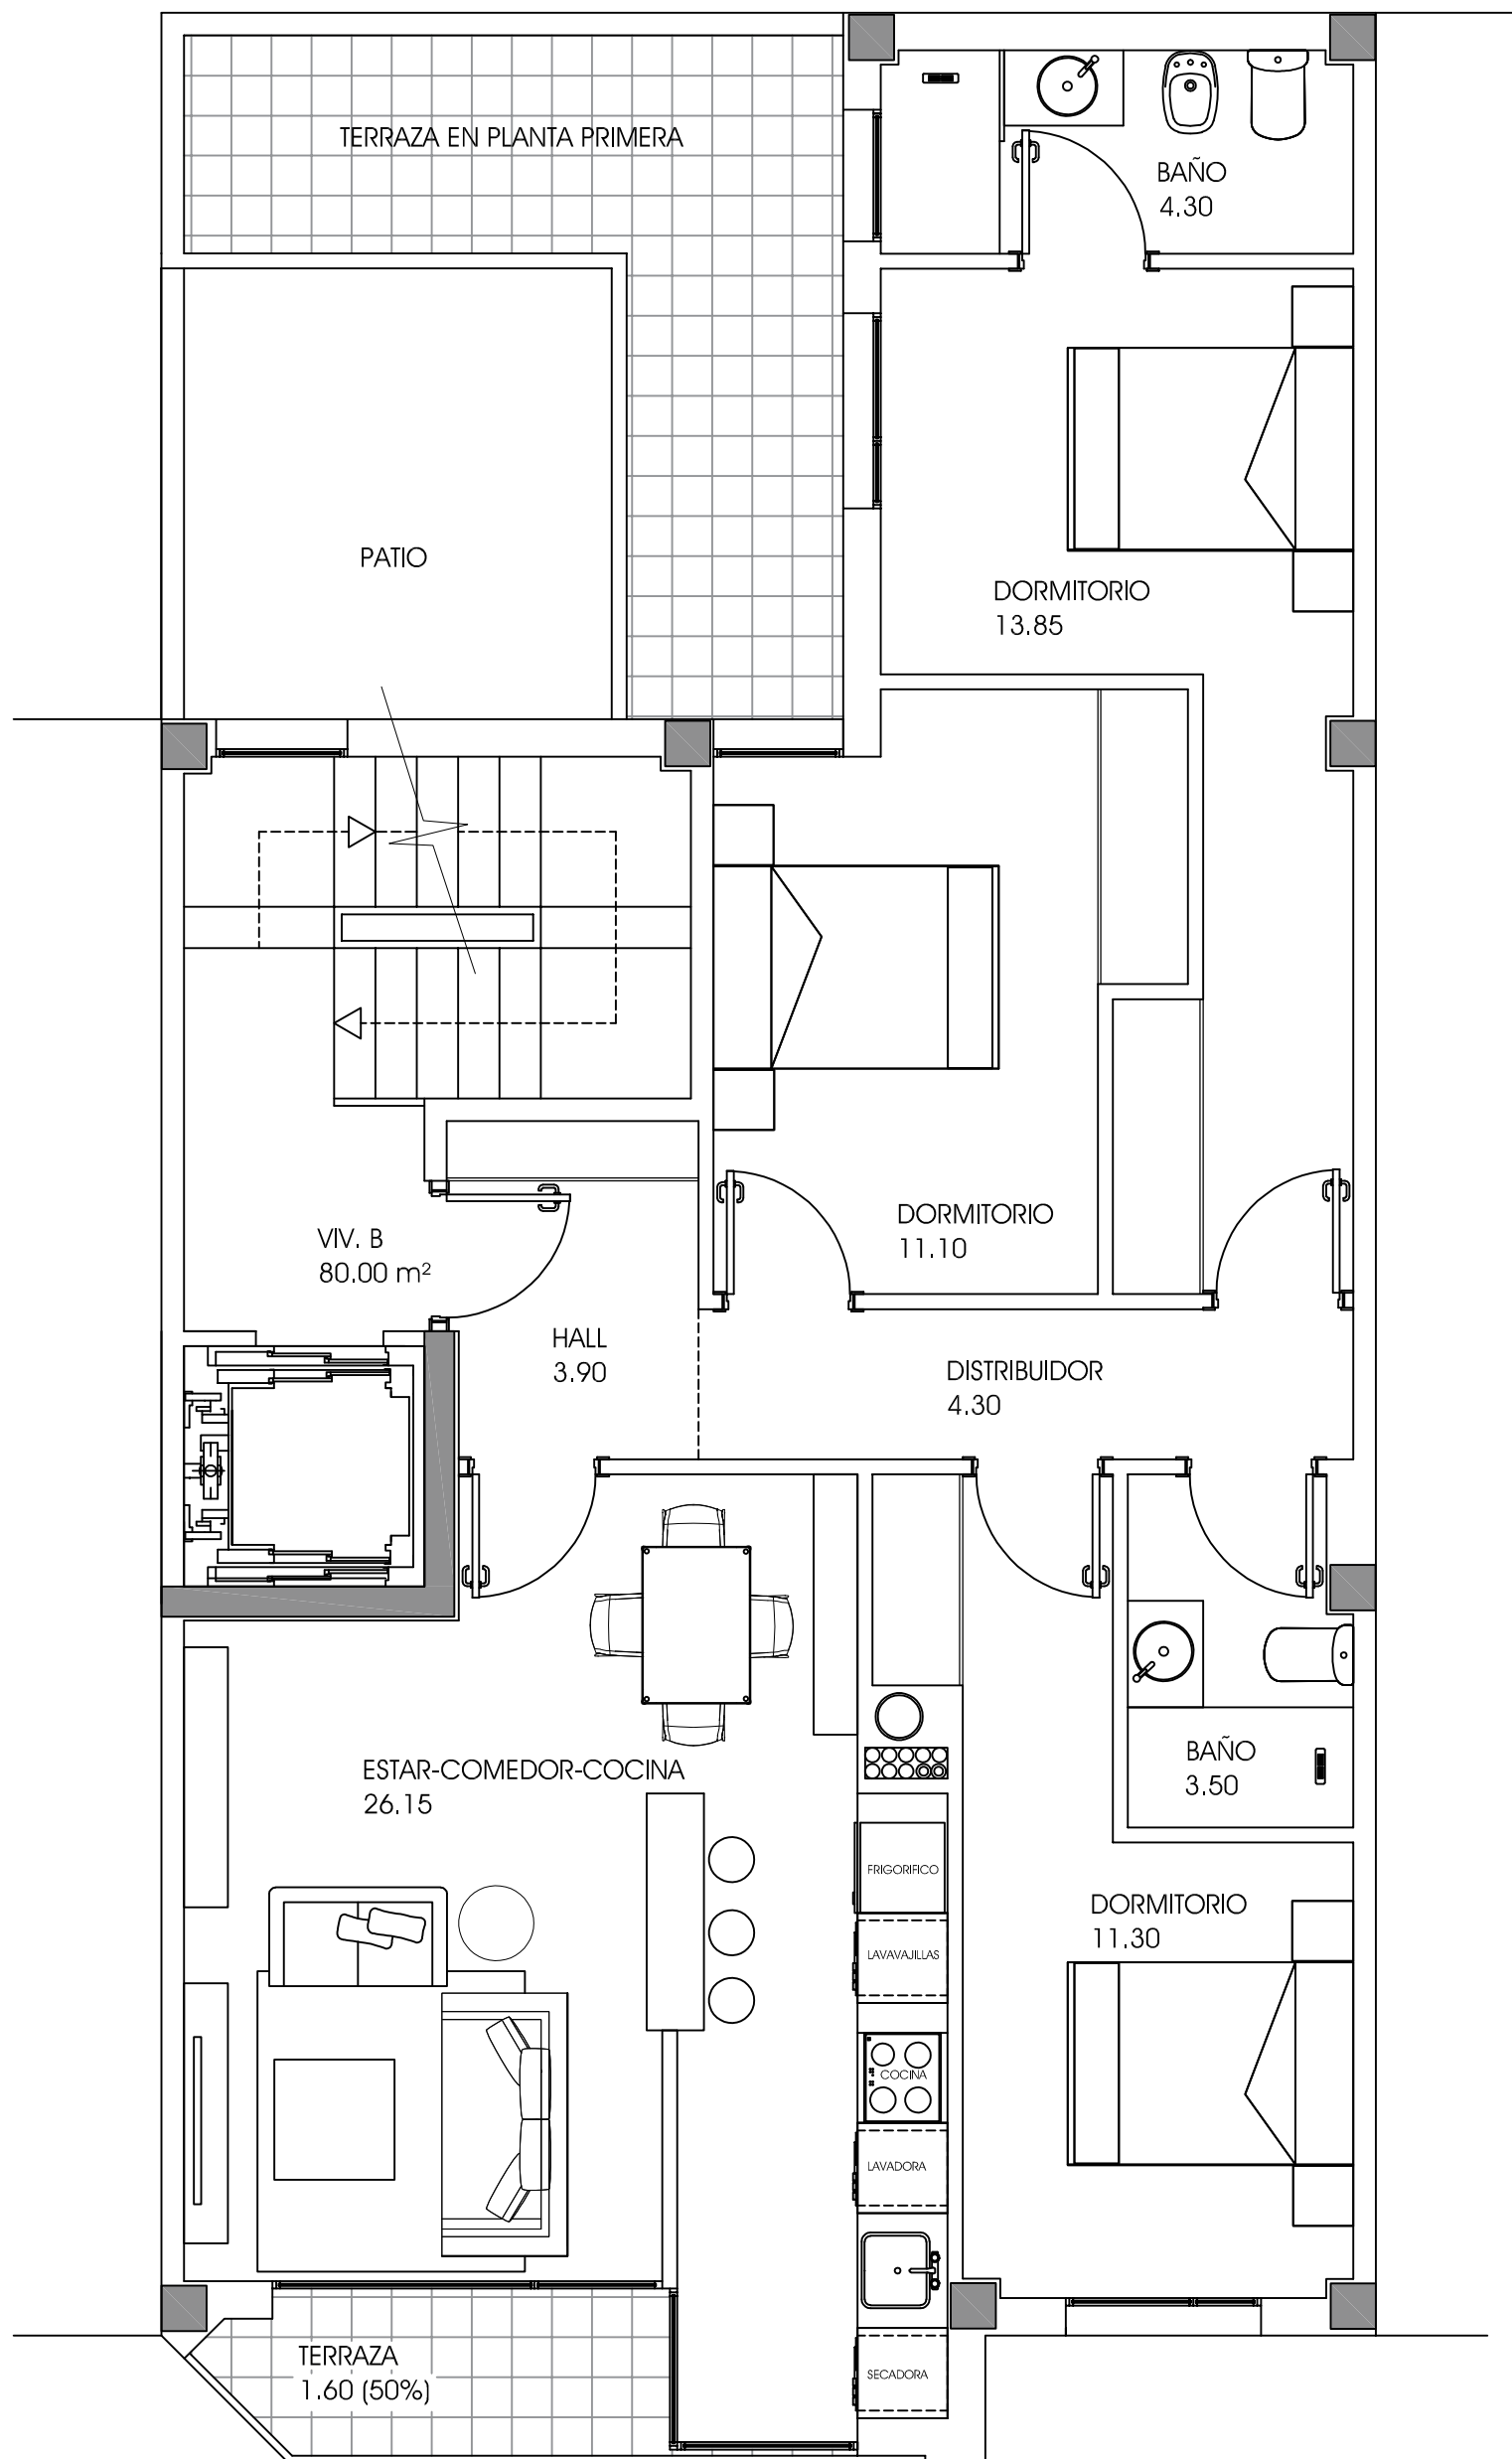 TERRAZA EN PLANTA PRIMERA
BAÑO
4.30
PATIO
DORMITORIO
13.85
DORMITORIO
11.10
VIV. B
80.00 m²
HALL
3.90
DISTRIBUIDOR
4.30
ESTAR-COMEDOR-COCINA
26.15
BAÑO
3.50
FRIGORIFICO
DORMITORIO
11.30
LAVAVAJILLAS
COCINA
LAVADORA
TERRAZA
1.60 (50%)
SECADORA